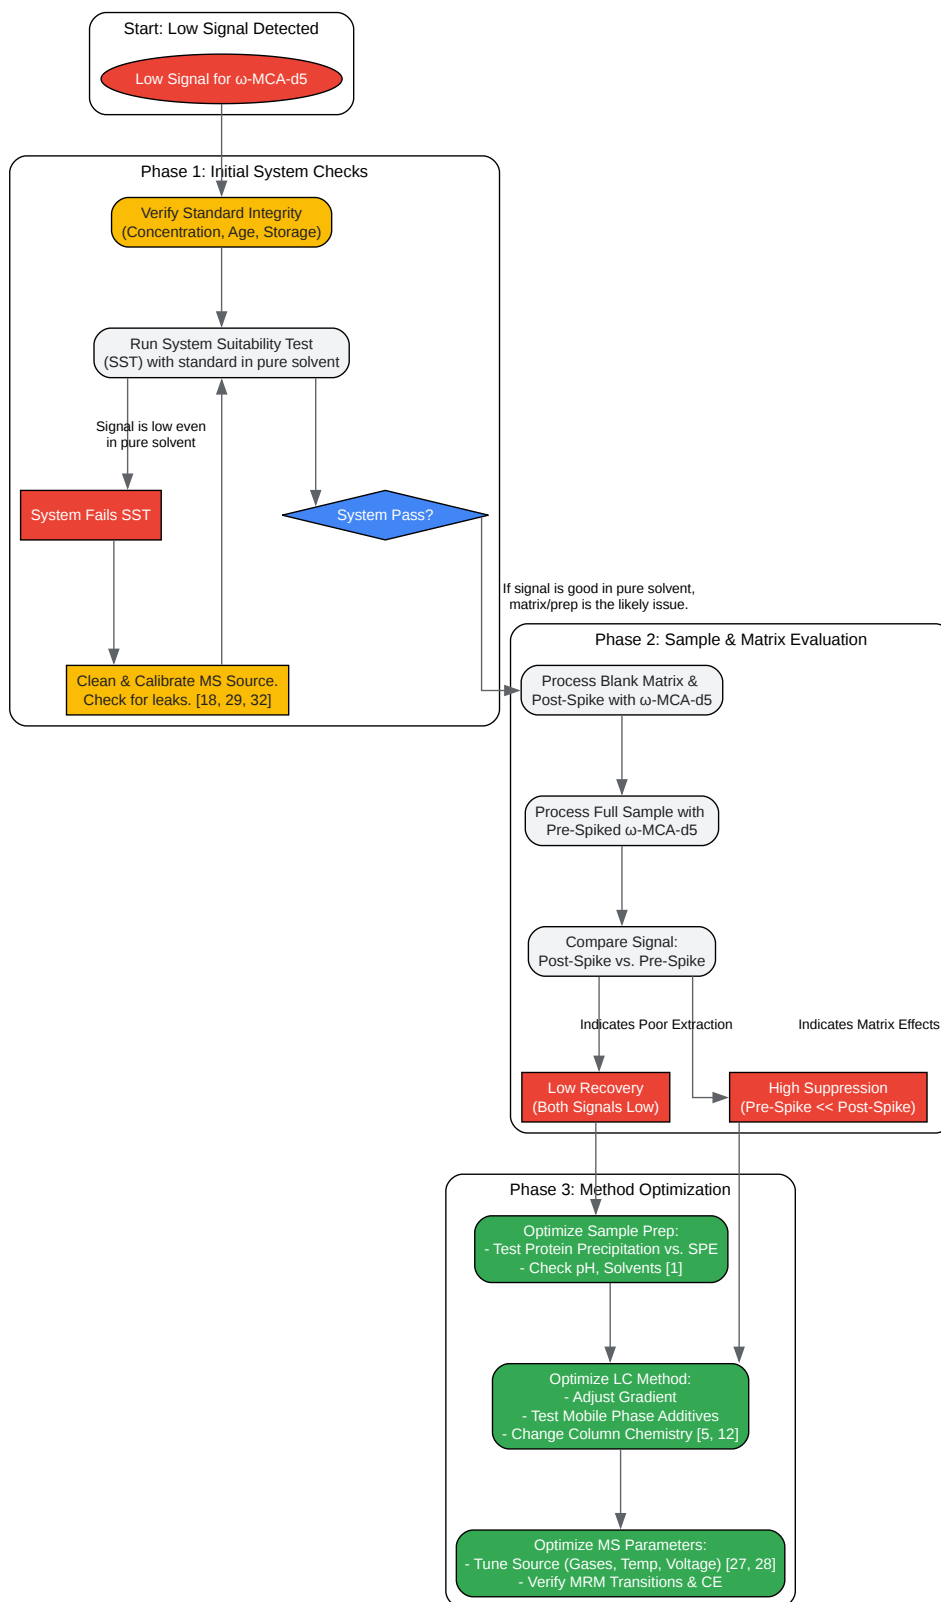 Start: Low Signal Detected
Low Signal for ω-MCA-d5
Phase 1: Initial System Checks
Verify Standard Integrity
(Concentration, Age, Storage)
Run System Suitability Test
(SST) with standard in pure solvent
Signal is low even
in pure solvent
System Fails SST
System Pass?
If signal is good in pure solvent,
matrix/prep is the likely issue.
Clean & Calibrate MS Source.
Check for leaks. [18, 29, 32]
Phase 2: Sample & Matrix Evaluation
Process Blank Matrix &
Post-Spike with ω-MCA-d5
Process Full Sample with
Pre-Spiked ω-MCA-d5
Compare Signal:
Post-Spike vs. Pre-Spike
Indicates Poor Extraction
Indicates Matrix Effects
Low Recovery
(Both Signals Low)
High Suppression
(Pre-Spike << Post-Spike)
Phase 3: Method Optimization
Optimize Sample Prep:
- Test Protein Precipitation vs. SPE
- Check pH, Solvents [1]
Optimize LC Method:
- Adjust Gradient
- Test Mobile Phase Additives
- Change Column Chemistry [5, 12]
Optimize MS Parameters:
- Tune Source (Gases, Temp, Voltage) [27, 28]
- Verify MRM Transitions & CE